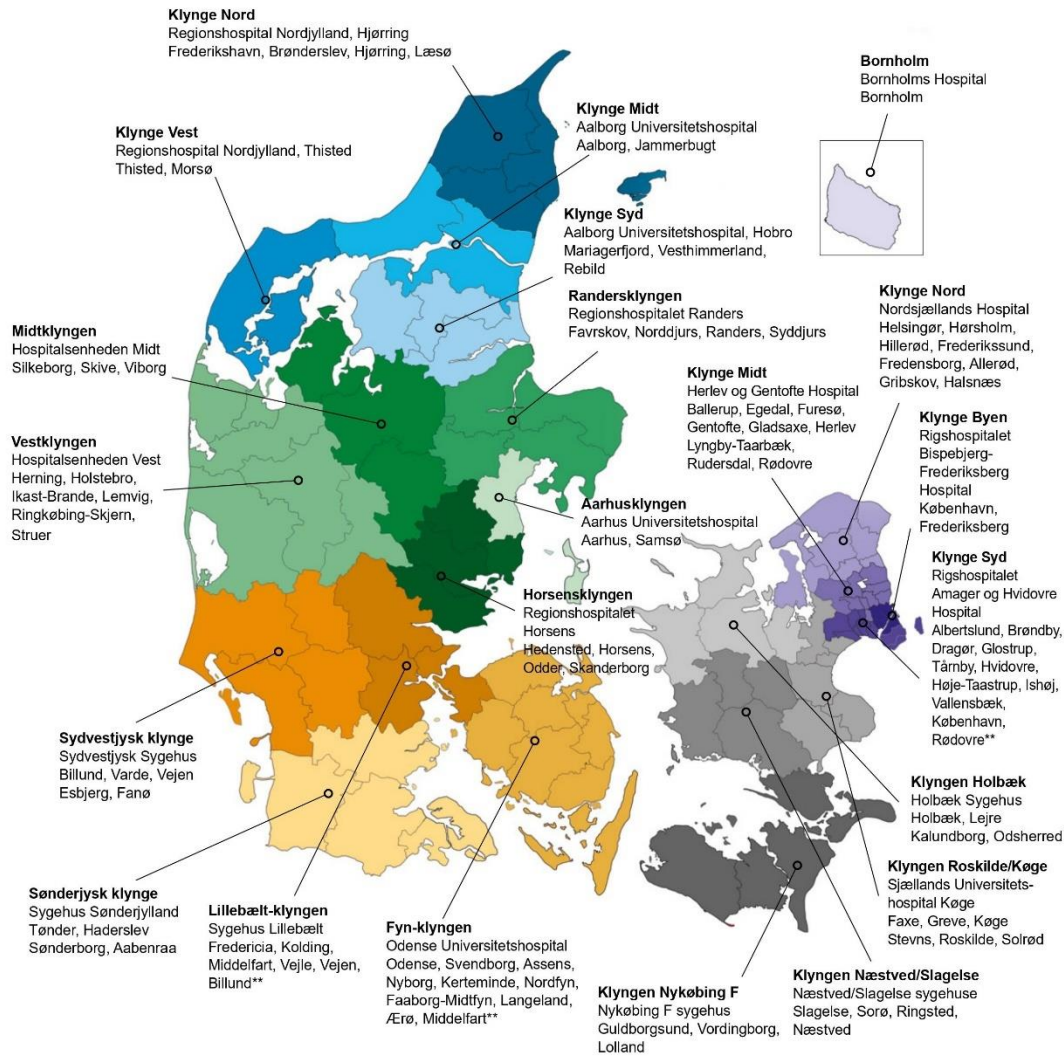 Klynge Nord
Regionshospital Nordjylland, Hjørring
Frederikshavn, Brønderslev, Hjørring, Læsø
Bornholm
Bornholms Hospital
Bornholm
Klynge Midt
Aalborg Universitetshospital
Aalborg, Jammerbugt
Klynge Vest
Regionshospital Nordjylland, Thisted
Thisted, Morsø
Klynge Syd
Aalborg Universitetshospital, Hobro
Mariagerfjord, Vesthimmerland,
Rebild
Randersklyngen
Regionshospitalet Randers
Favrskov, Norddjurs, Randers, Syddjurs
Klynge Nord
Nordsjællands Hospital
Helsingør, Hørsholm,
Hillerød, Frederikssund,
Fredensborg, Allerød,
Gribskov, Halsnæs
Midtklyngen
Hospitalsenheden Midt
Silkeborg, Skive, Viborg
Klynge Midt
Herlev og Gentofte Hospital
Ballerup, Egedal, Furesø,
Gentofte, Gladsaxe, Herlev
Lyngby-Taarbæk,
Rudersdal, Rødovre
Klynge Byen
Rigshospitalet
Bispebjerg-
Frederiksberg
Hospital
København,
Frederiksberg
Vestklyngen
Hospitalsenheden Vest
Herning, Holstebro,
Ikast-Brande, Lemvig,
Ringkøbing-Skjern,
Struer
Aarhusklyngen
Aarhus Universitetshospital
Aarhus, Samsø
Klynge Syd
Rigshospitalet
Amager og Hvidovre
Hospital
Albertslund, Brøndby,
Dragør, Glostrup,
Tårnby, Hvidovre,
Høje-Taastrup, Ishøj,
Vallensbæk,
København,
Rødovre**
Horsensklyngen
Regionshospitalet
Horsens
Hedensted, Horsens,
Odder, Skanderborg
Sydvestjysk klynge
Sydvestjysk Sygehus
Billund, Varde, Vejen
Esbjerg, Fanø
Klyngen Holbæk
Holbæk Sygehus
Holbæk, Lejre
Kalundborg, Odsherred
Sønderjysk klynge
Sygehus Sønderjylland
Tønder, Haderslev
Sønderborg, Aabenraa
Lillebælt-klyngen
Sygehus Lillebælt
Fredericia, Kolding,
Middelfart, Vejle, Vejen,
Billund**
Fyn-klyngen
Odense Universitetshospital
Odense, Svendborg, Assens,
Nyborg, Kerteminde, Nordfyn,
Faaborg-Midtfyn, Langeland,
Ærø, Middelfart**
Klyngen Roskilde/Køge
Sjællands Universitets-
hospital Køge
Faxe, Greve, Køge
Stevns, Roskilde, Solrød
Klyngen Nykøbing F
Nykøbing F sygehus
Guldborgsund, Vordingborg,
Lolland
Klyngen Næstved/Slagelse
Næstved/Slagelse sygehuse
Slagelse, Sorø, Ringsted,
Næstved